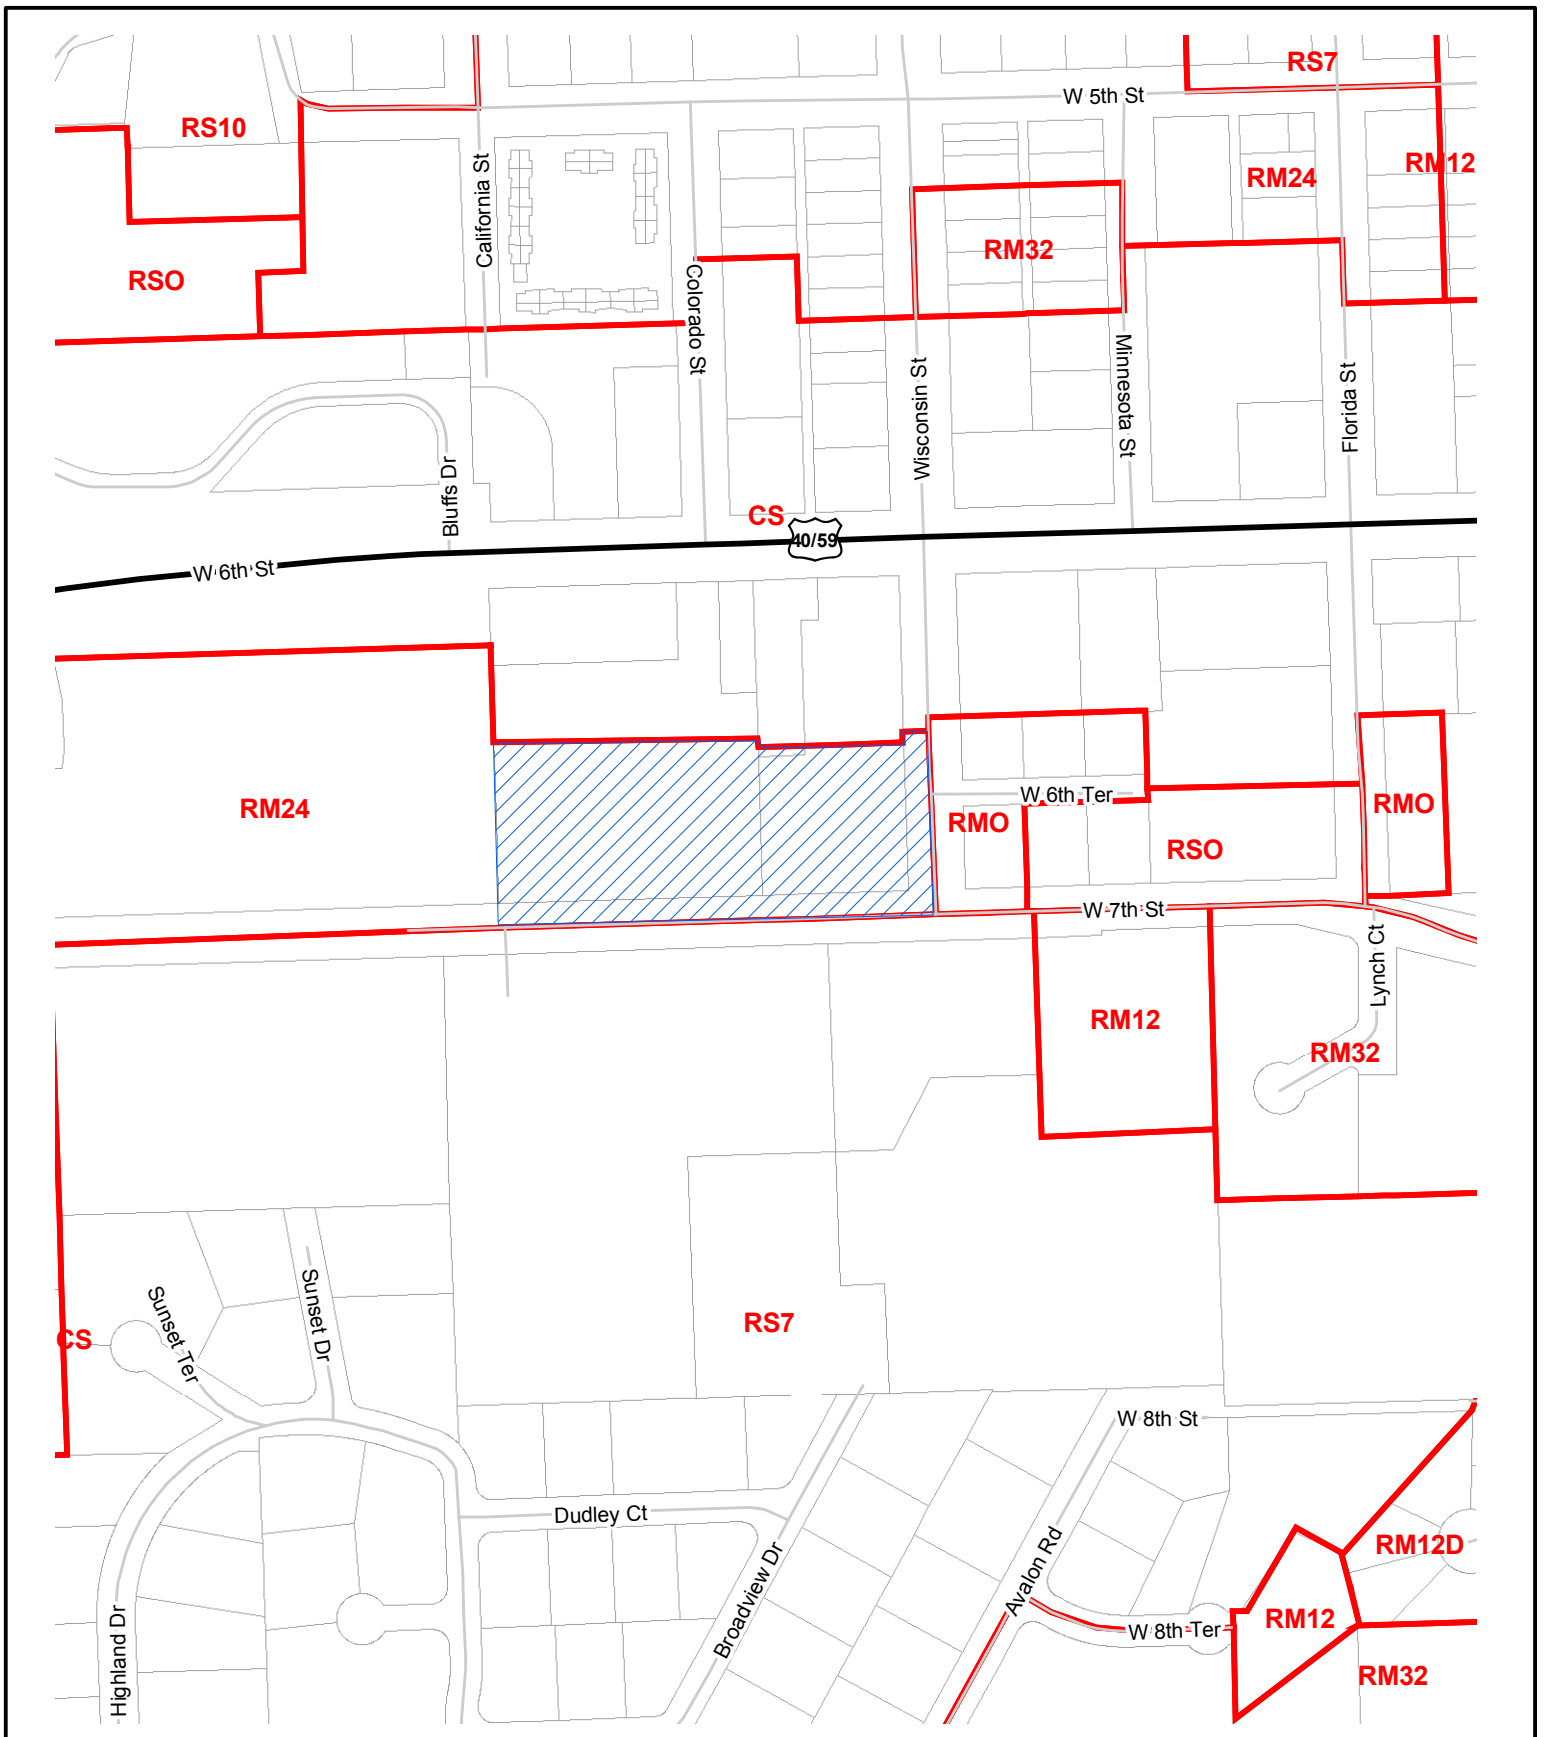 RS7
W 5th St
RS10
RM24
RM12
California St
RM32
RSO
Colorado St
Minnesota St
Wisconsin St
Florida St
Bluffs Dr
CS
40/59
W 6th St
W 6th Ter
RM24
RMO
RMO
RSO
W 7th St
Lynch Ct
RM12
RM32
Sunset Ter
Sunset Dr
RS7
CS
W 8th St
Dudley Ct
RM12D
Avalon Rd
Broadview Dr
RM12
W 8th Ter
Highland Dr
RM32